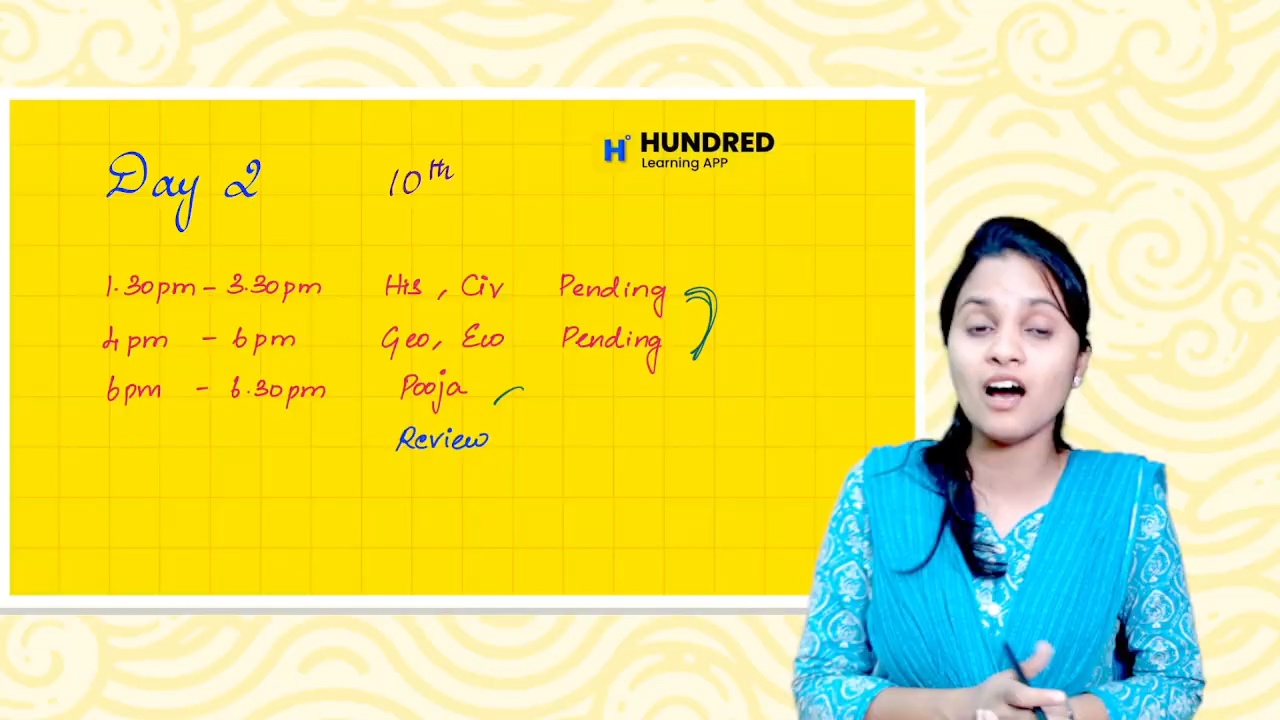 HUNDRED
Learning APP
Day 2 10th
1.30pm - 3.30pm His, Civ Pending
4pm - 6pm Geo, Eco Pending
6pm - 6.30pm Pooja
Review